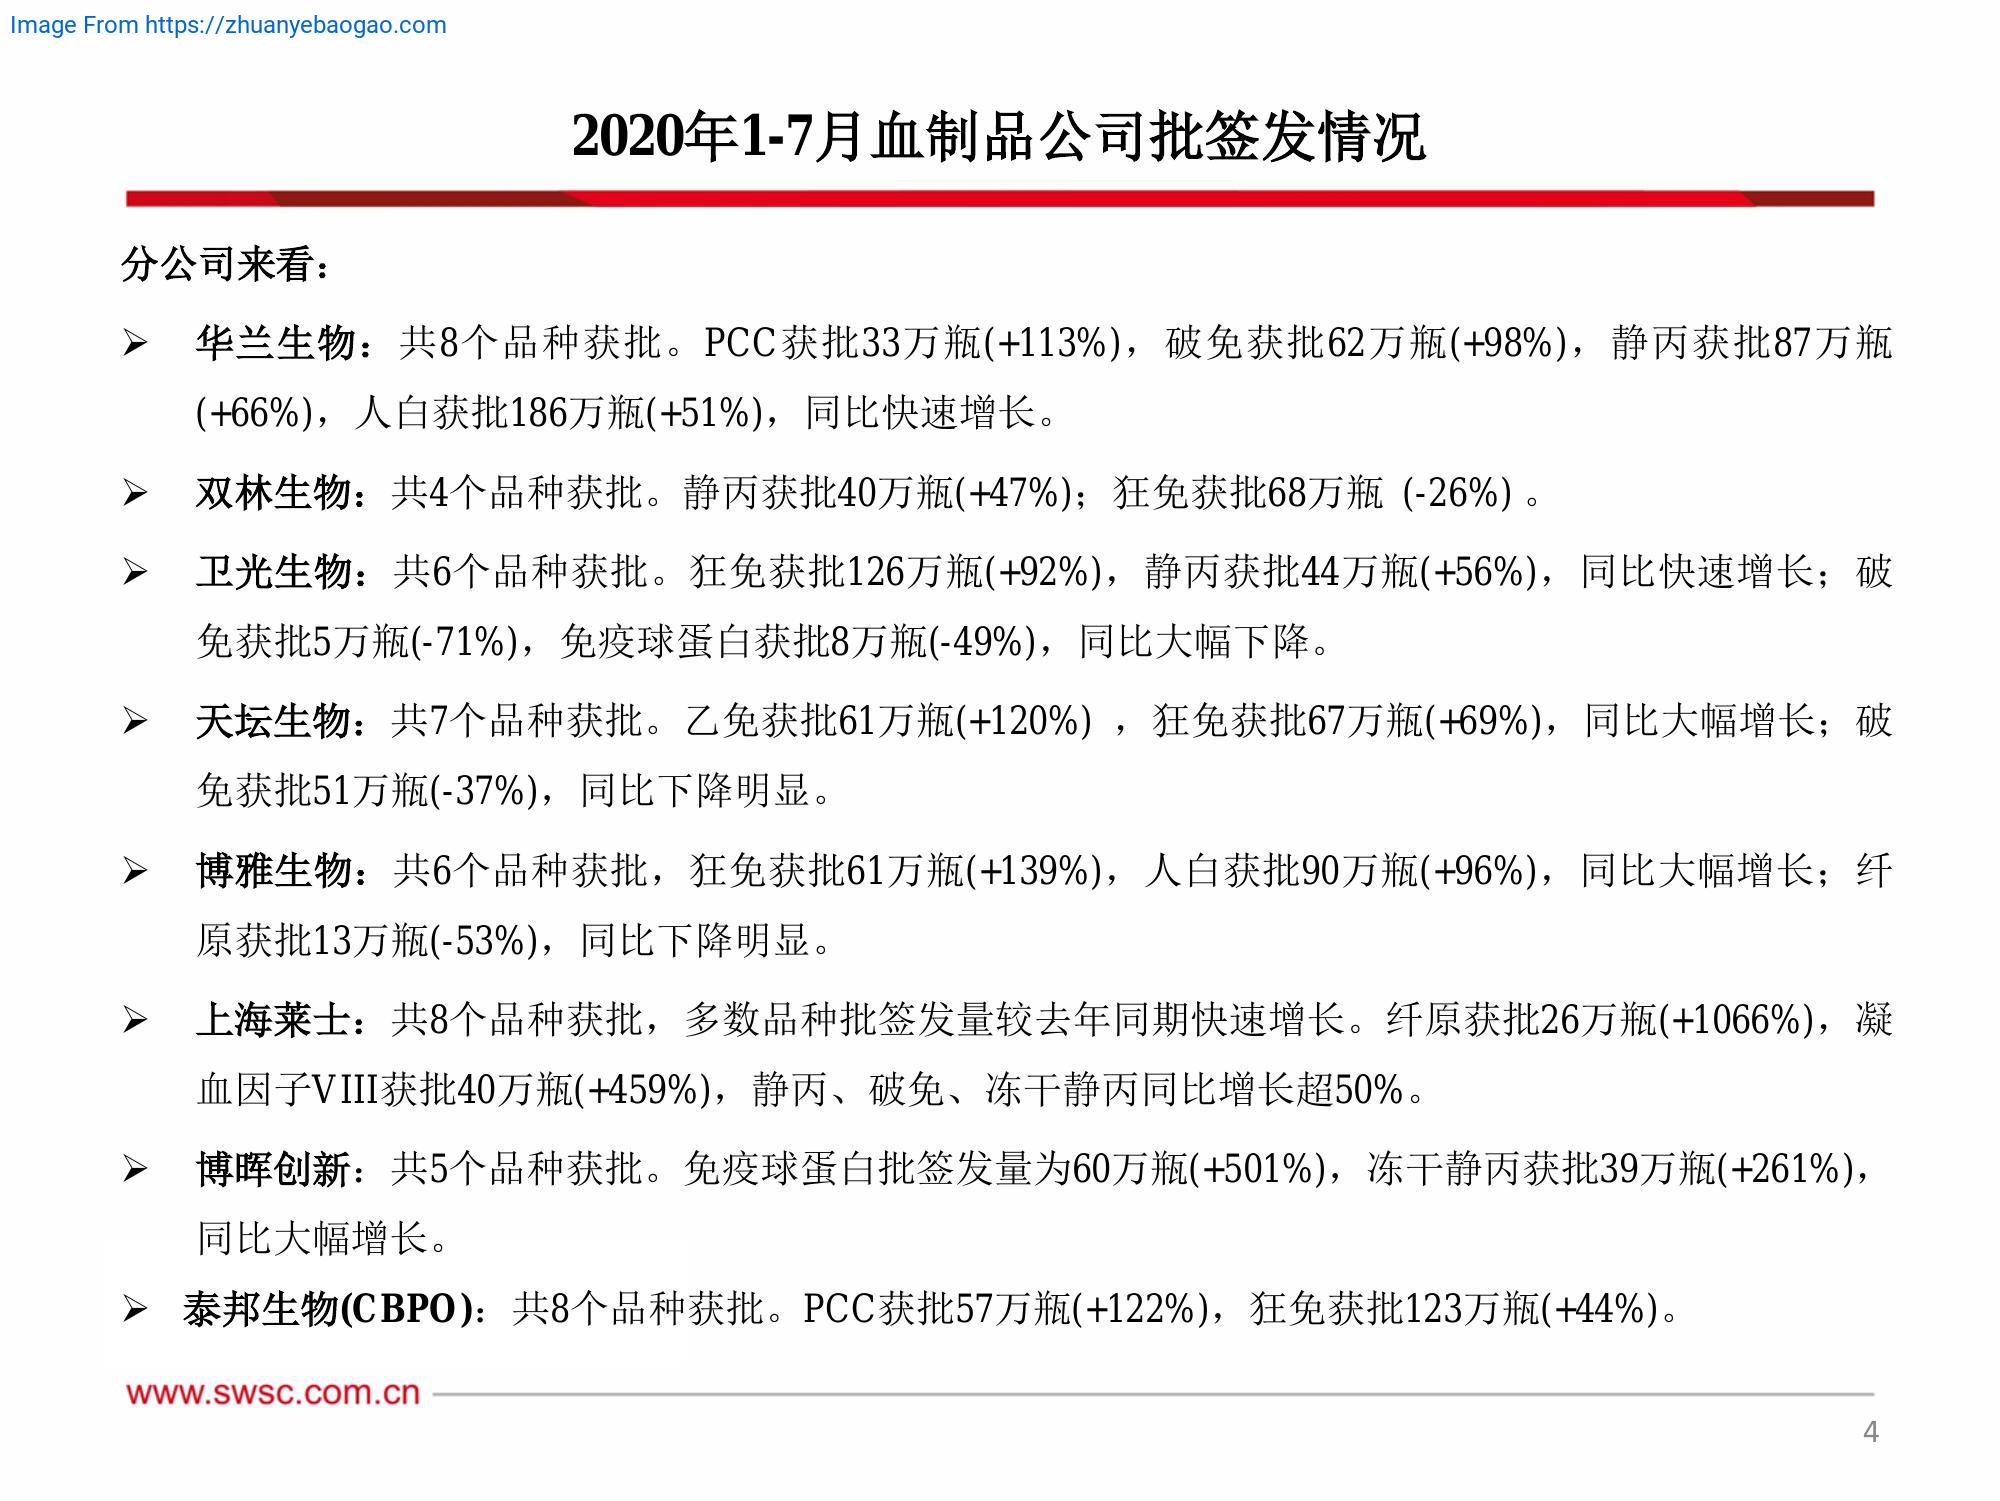 Image From https://zhuanyebaogao.com
2020年1-7月血制品公司批签发情况
分公司来看：
➢ 华兰生物：共8个品种获批。PCC获批33万瓶(+113%)，破免获批62万瓶(+98%)，静丙获批87万瓶
(+66%)，人白获批186万瓶(+51%)，同比快速增长。
➢ 双林生物：共4个品种获批。静丙获批40万瓶(+47%)；狂免获批68万瓶 (-26%) 。
➢ 卫光生物：共6个品种获批。狂免获批126万瓶(+92%)，静丙获批44万瓶(+56%)，同比快速增长；破
免获批5万瓶(-71%)，免疫球蛋白获批8万瓶(-49%)，同比大幅下降。
➢ 天坛生物：共7个品种获批。乙免获批61万瓶(+120%) ，狂免获批67万瓶(+69%)，同比大幅增长；破
免获批51万瓶(-37%)，同比下降明显。
➢ 博雅生物：共6个品种获批，狂免获批61万瓶(+139%)，人白获批90万瓶(+96%)，同比大幅增长；纤
原获批13万瓶(-53%)，同比下降明显。
➢ 上海莱士：共8个品种获批，多数品种批签发量较去年同期快速增长。纤原获批26万瓶(+1066%)，凝
血因子VIII获批40万瓶(+459%)，静丙、破免、冻干静丙同比增长超50%。
➢ 博晖创新：共5个品种获批。免疫球蛋白批签发量为60万瓶(+501%)，冻干静丙获批39万瓶(+261%)，
同比大幅增长。
➢ 泰邦生物(CBPO)：共8个品种获批。PCC获批57万瓶(+122%)，狂免获批123万瓶(+44%)。
www.swsc.com.cn
4